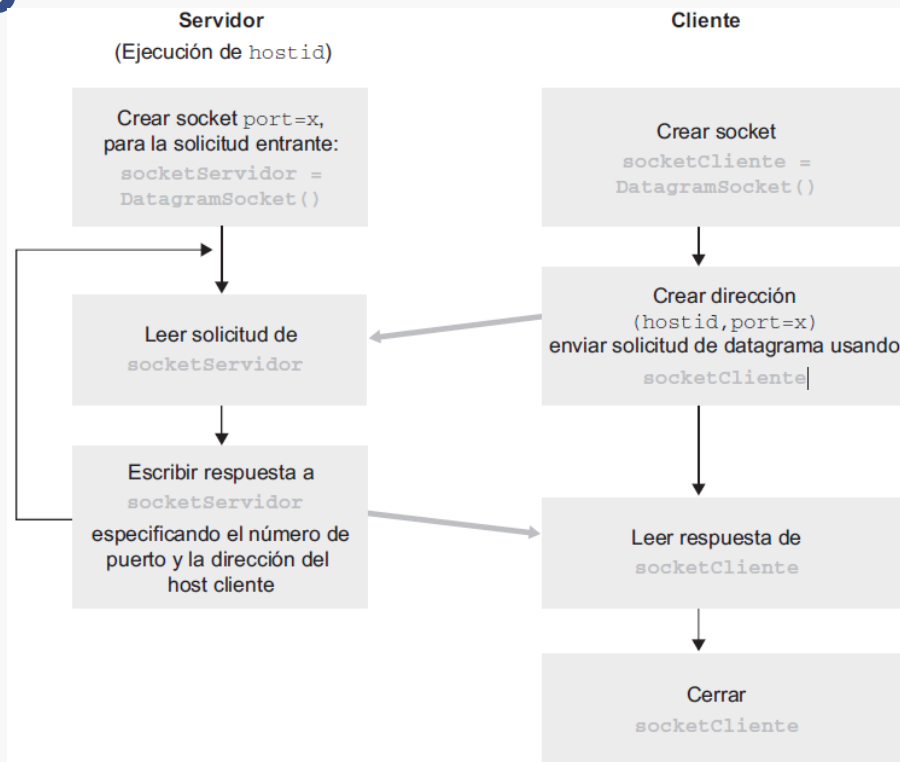 Servidor
(Ejecución de hostid)
Crear socket port=x,
para la solicitud entrante:
socketServidor =
DatagramSocket()
Leer solicitud de
socketServidor
Escribir respuesta a
socketServidor
especificando el número de
puerto y la dirección del
host cliente
Cliente
Crear socket
socketCliente =
DatagramSocket()
Crear dirección
(hostid,port=x)
enviar solicitud de datagrama usando
socketCliente
Leer respuesta de
socketCliente
Cerrar
socketCliente